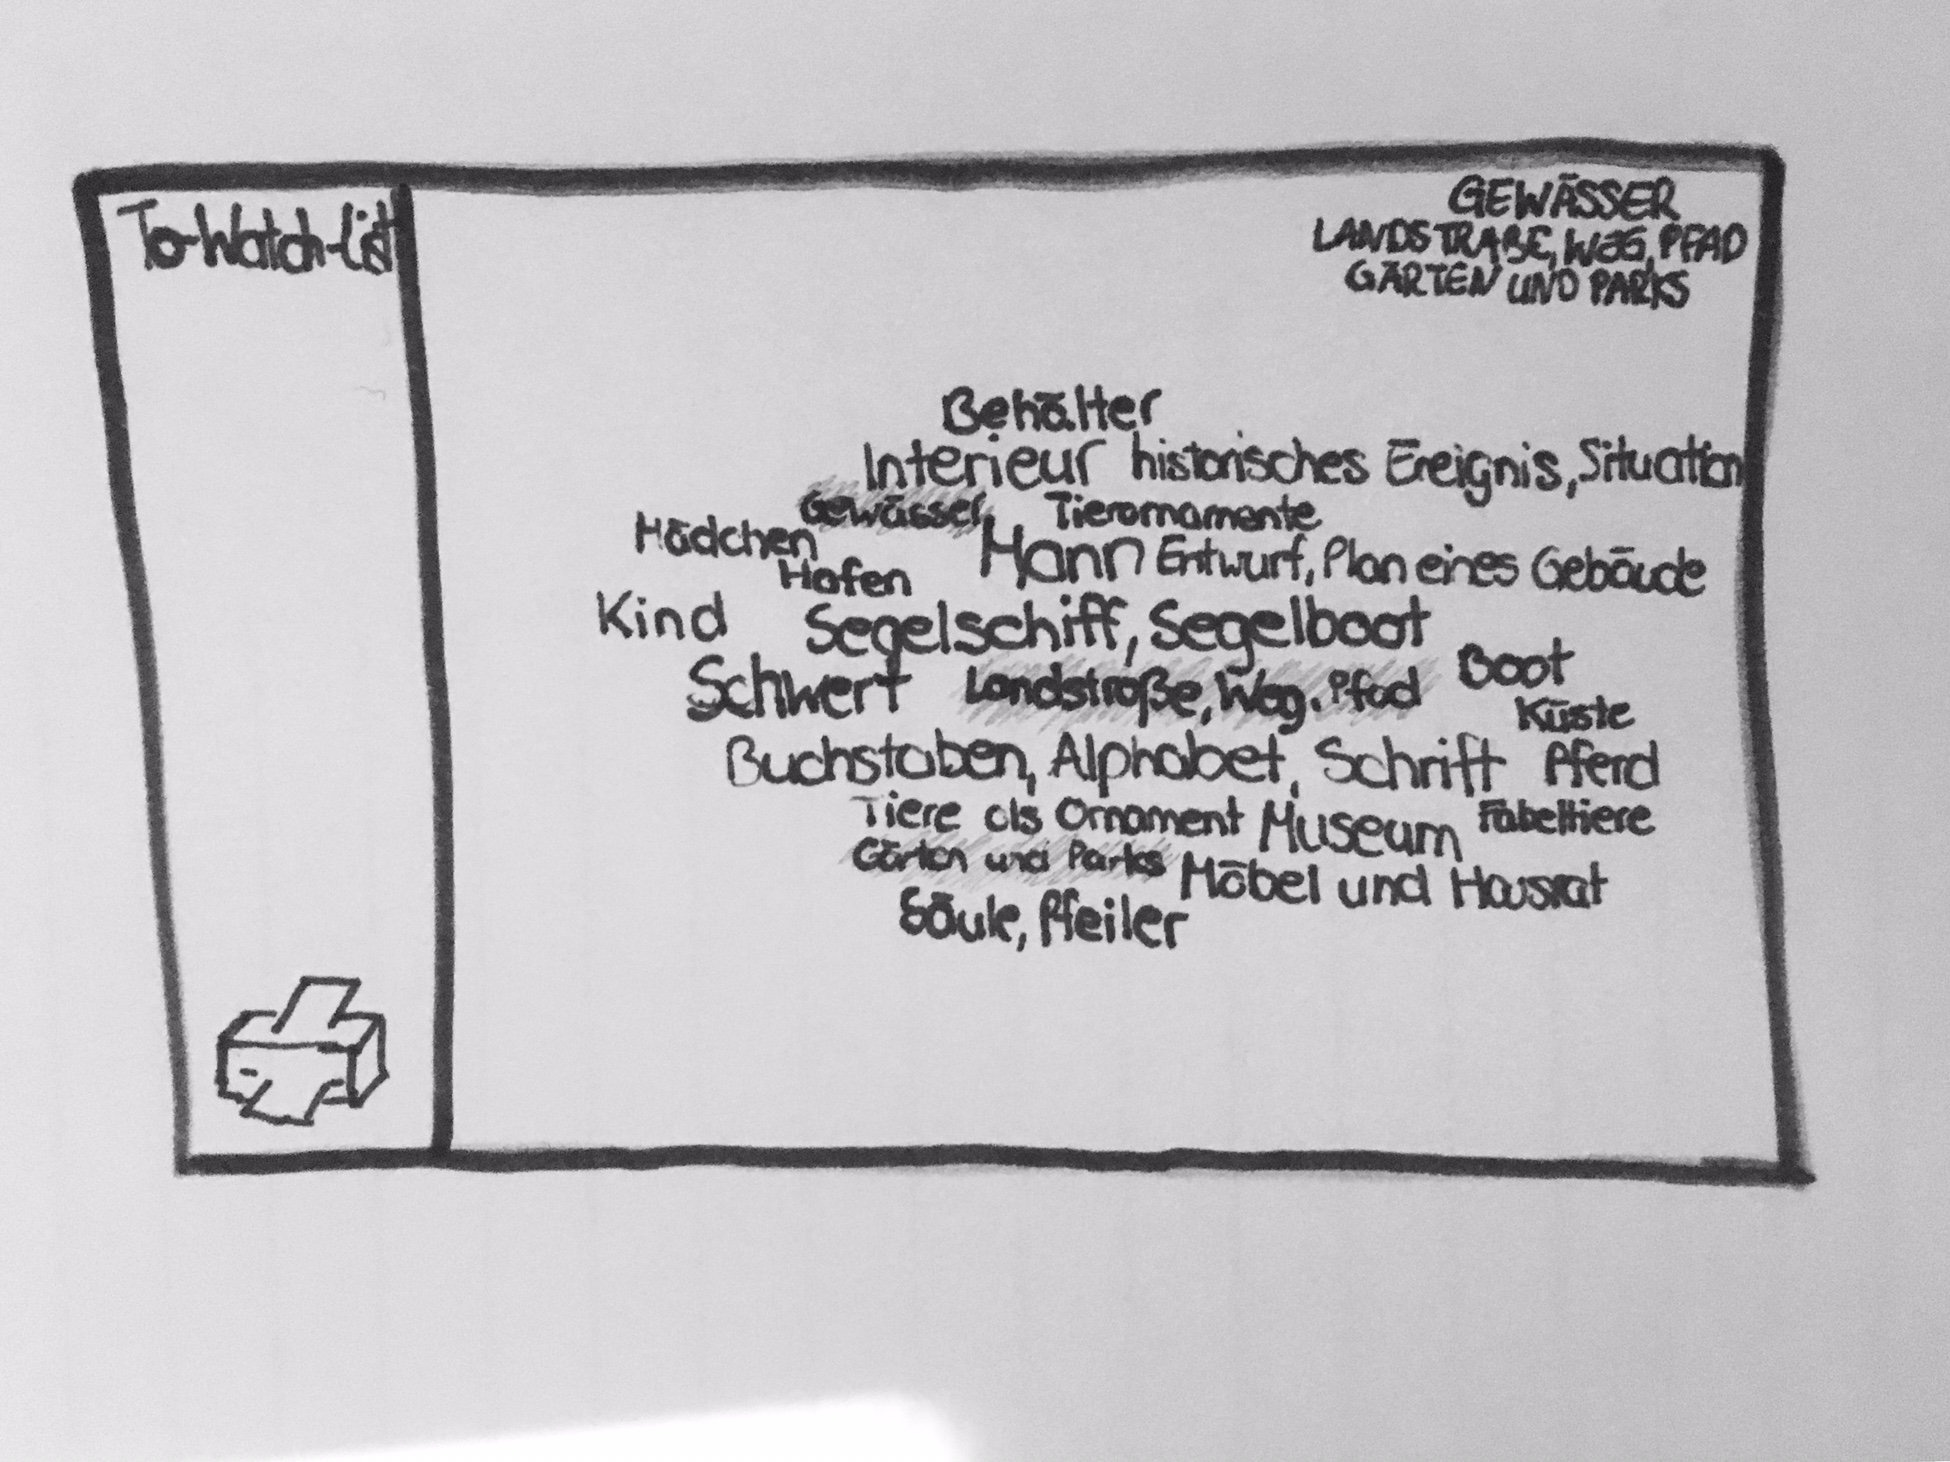 To-Watch-List
GEWÄSSER
LANDSTRAßE, WEG, PFAD
GÄRTEN UND PARKS
Behälter
Interieur historisches Ereignis, Situation
Gewässer Tierornamente
Mädchen Mann Entwurf, Plan eines Gebäude
Hafen
Kind Segelschiff, Segelboot
Schwert Landstraße, Weg, Pfad Boot
Küste
Buchstaben, Alphabet, Schrift Pferd
Tiere als Ornament Museum Fabeltiere
Gärten und Parks Möbel und Hausrat
Säule, Pfeiler